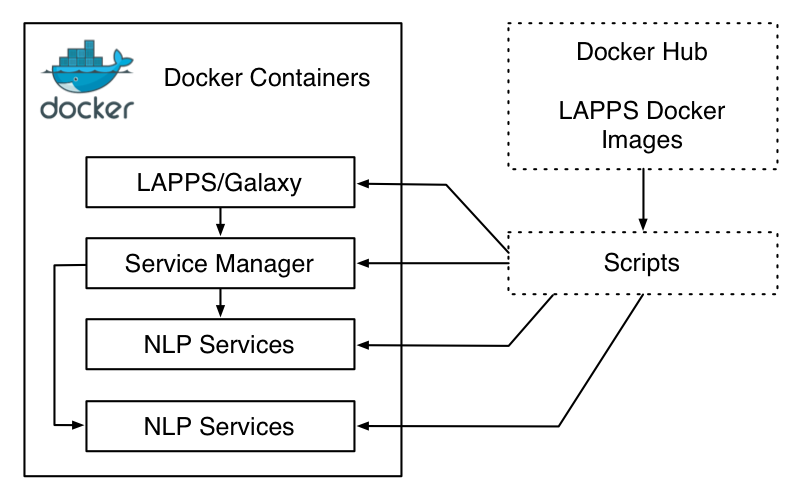 docker
Docker Containers
LAPPS/Galaxy
Service Manager
NLP Services
NLP Services
Docker Hub
LAPPS Docker
Images
Scripts